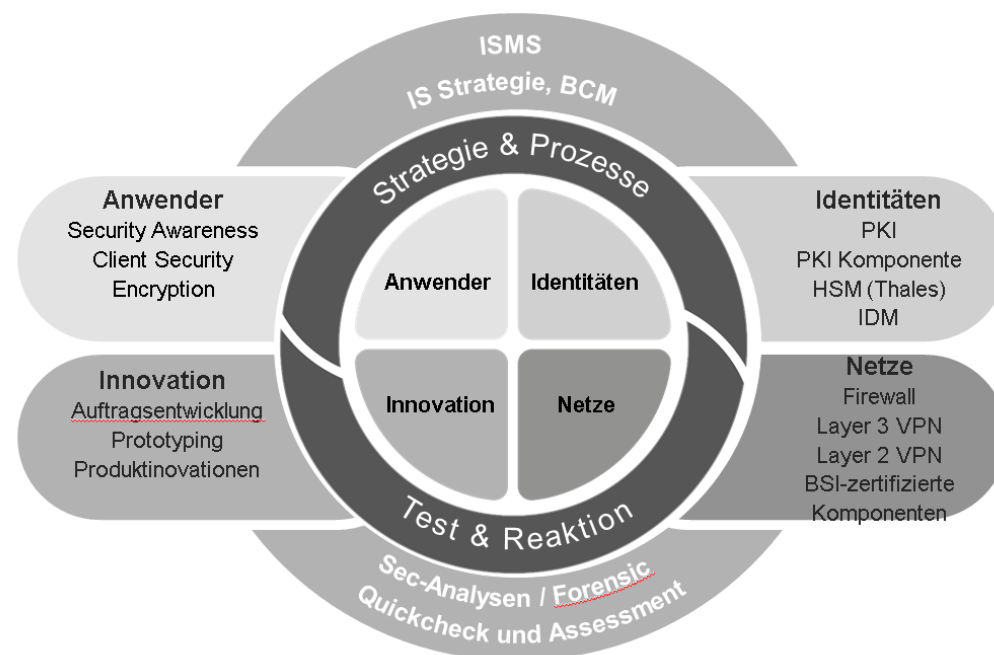 ISMS
IS Strategie, BCM
Strategie & Prozesse
Anwender
Security Awareness
Client Security
Encryption
Identitäten
PKI
PKI Komponente
HSM (Thales)
IDM
Anwender
Identitäten
Innovation
Netze
Innovation
Auftragsentwicklung
Prototyping
Produktinovationen
Netze
Firewall
Layer 3 VPN
Layer 2 VPN
BSI-zertifizierte
Komponenten
Test & Reaktion
Sec-Analysen / Forensic
Quickcheck und Assessment